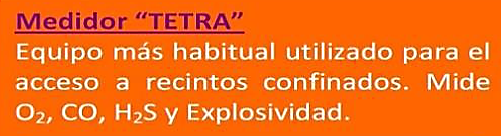 Medidor “TETRA”
Equipo más habitual utilizado para el
acceso a recintos confinados. Mide
O₂, CO, H₂S y Explosividad.